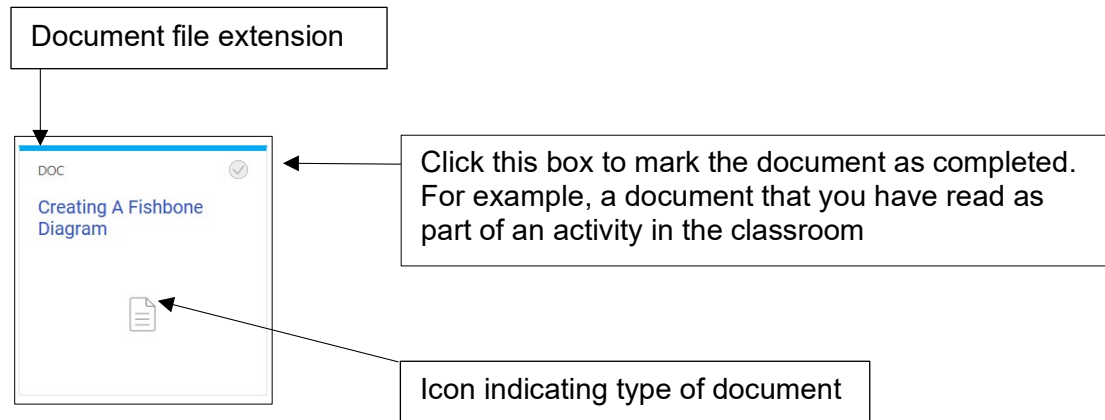 Document file extension
DOC
Creating A Fishbone
Diagram
Click this box to mark the document as completed.
For example, a document that you have read as
part of an activity in the classroom
Icon indicating type of document